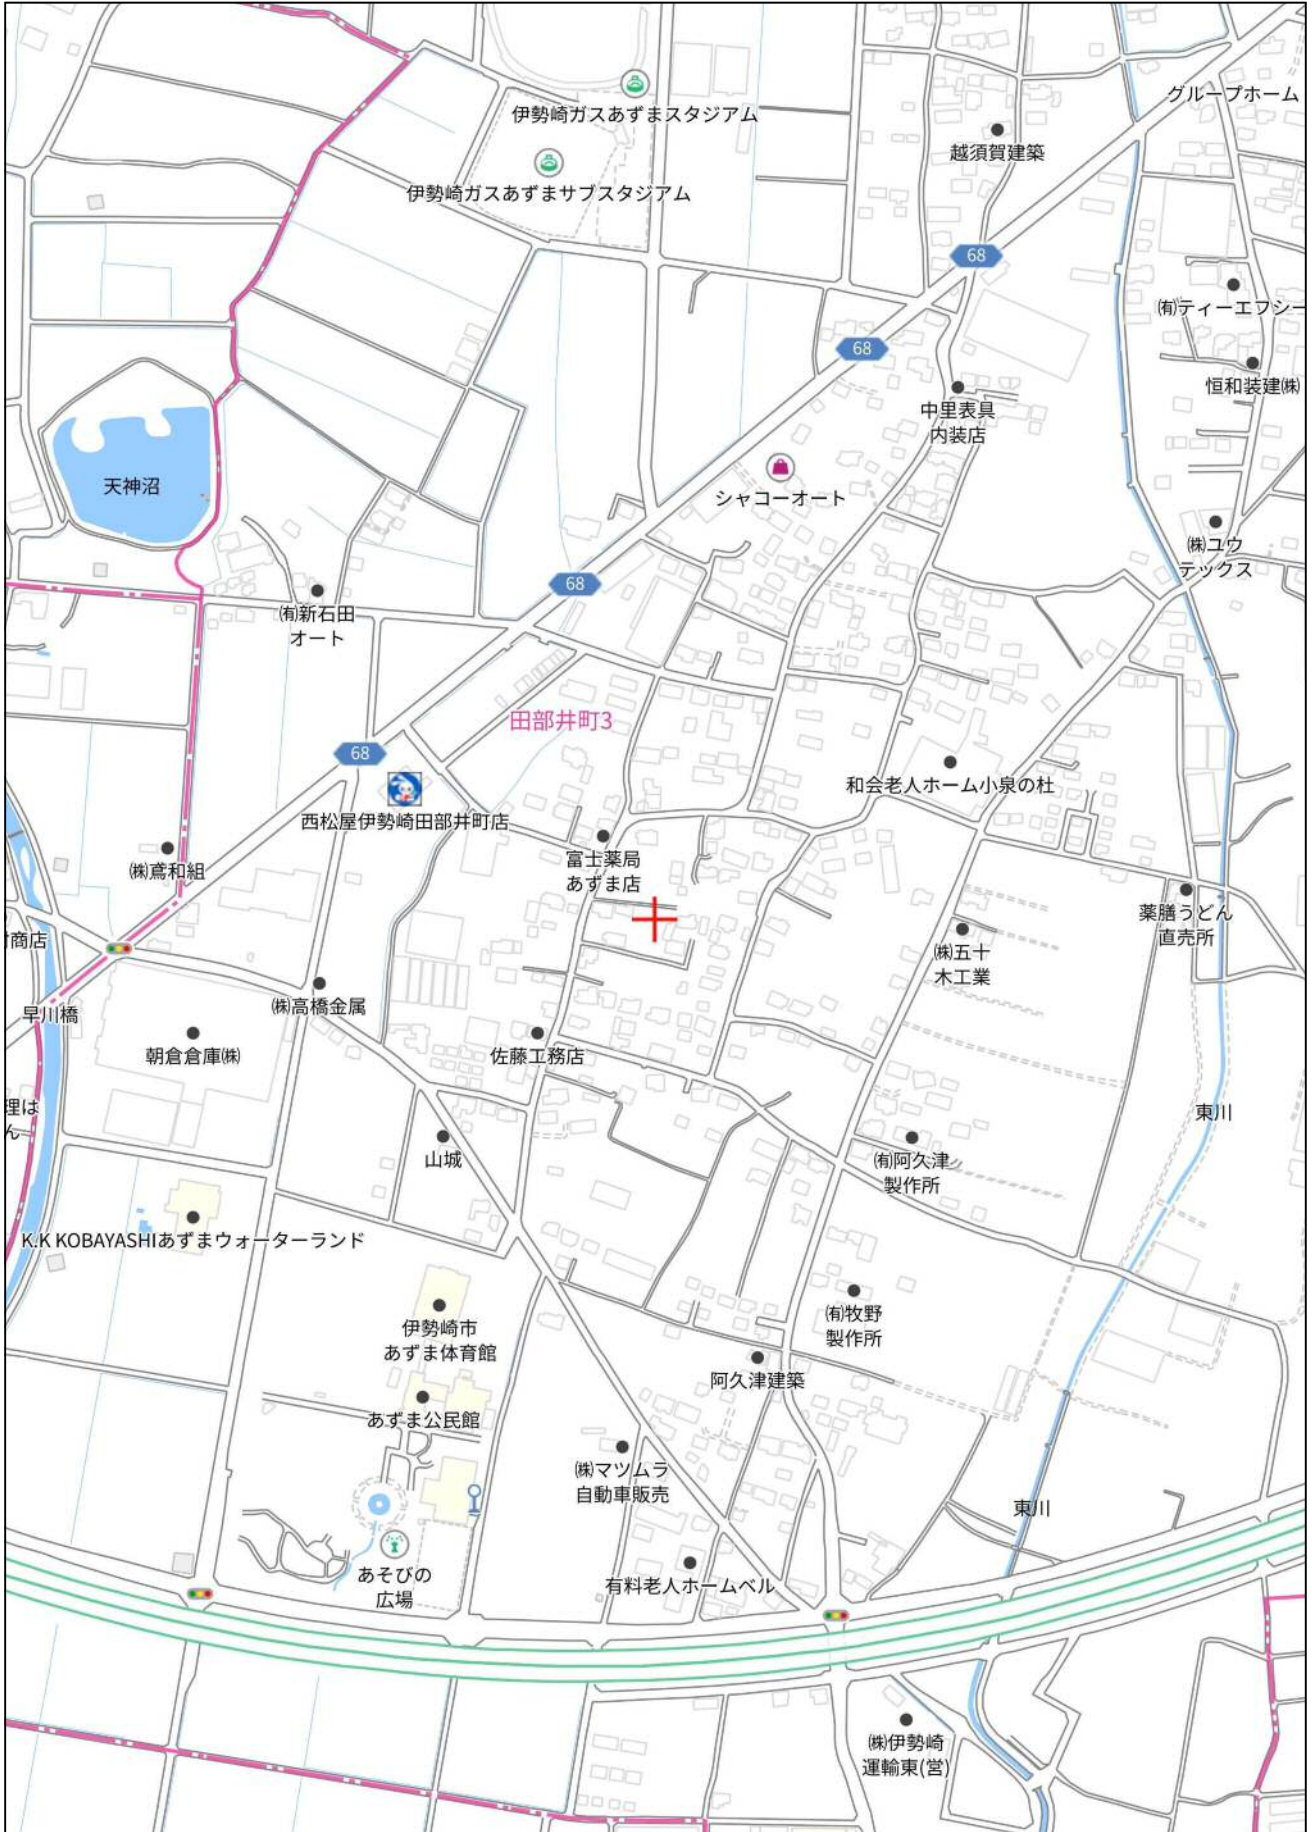 グループホーム
伊勢崎ガスあずまスタジアム
越須賀建築
伊勢崎ガスあずまサブスタジアム
68
㈲ティーエフシー
68
恒和装建㈱
中里表具
内装店
天神沼
シャコーオート
㈱ユウ
テックス
68
㈲新石田
オート
田部井町3
68
和会老人ホーム小泉の杜
西松屋伊勢崎田部井町店
㈱鳶和組
富士薬局
あずま店
薬膳うどん
直売所
商店
㈱五十
木工業
㈱高橋金属
早川橋
朝倉倉庫㈱
佐藤工務店
理は
ん
東川
山城
㈲阿久津
製作所
K.K KOBAYASHIあずまウォーターランド
伊勢崎市
あずま体育館
㈲牧野
製作所
阿久津建築
あずま公民館
㈱マツムラ
自動車販売
東川
あそびの
広場
有料老人ホームベル
㈱伊勢崎
運輸東(営)